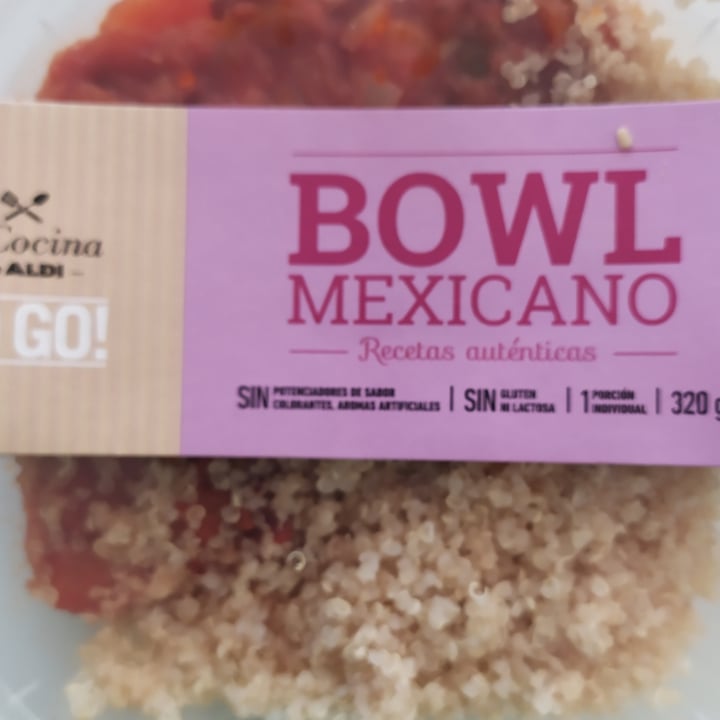 Cocina
ALDI
GO!
BOWL
MEXICANO
Recetas auténticas
SIN POTENCIADORES DE SABOR
COLORANTES, AROMAS ARTIFICIALES
SIN GLUTEN
NI LACTOSA
1 PORCIÓN
INDIVIDUAL
320 g